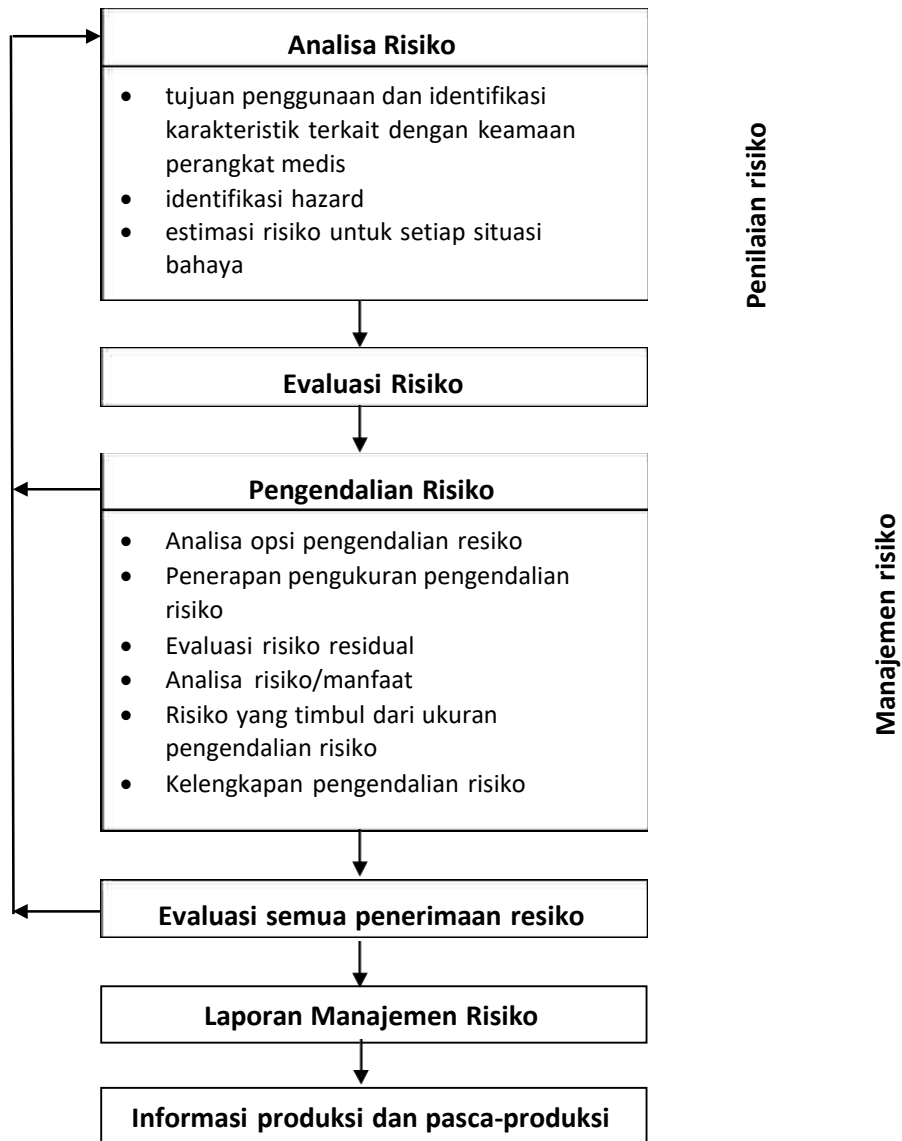 Analisa Risiko
• tujuan penggunaan dan identifikasi
karakteristik terkait dengan keamaan
perangkat medis
• identifikasi hazard
• estimasi risiko untuk setiap situasi
bahaya
Penilaian risiko
Evaluasi Risiko
Pengendalian Risiko
• Analisa opsi pengendalian resiko
• Penerapan pengukuran pengendalian
risiko
• Evaluasi risiko residual
• Analisa risiko/manfaat
• Risiko yang timbul dari ukuran
pengendalian risiko
• Kelengkapan pengendalian risiko
Manajemen risiko
Evaluasi semua penerimaan resiko
Laporan Manajemen Risiko
Informasi produksi dan pasca-produksi